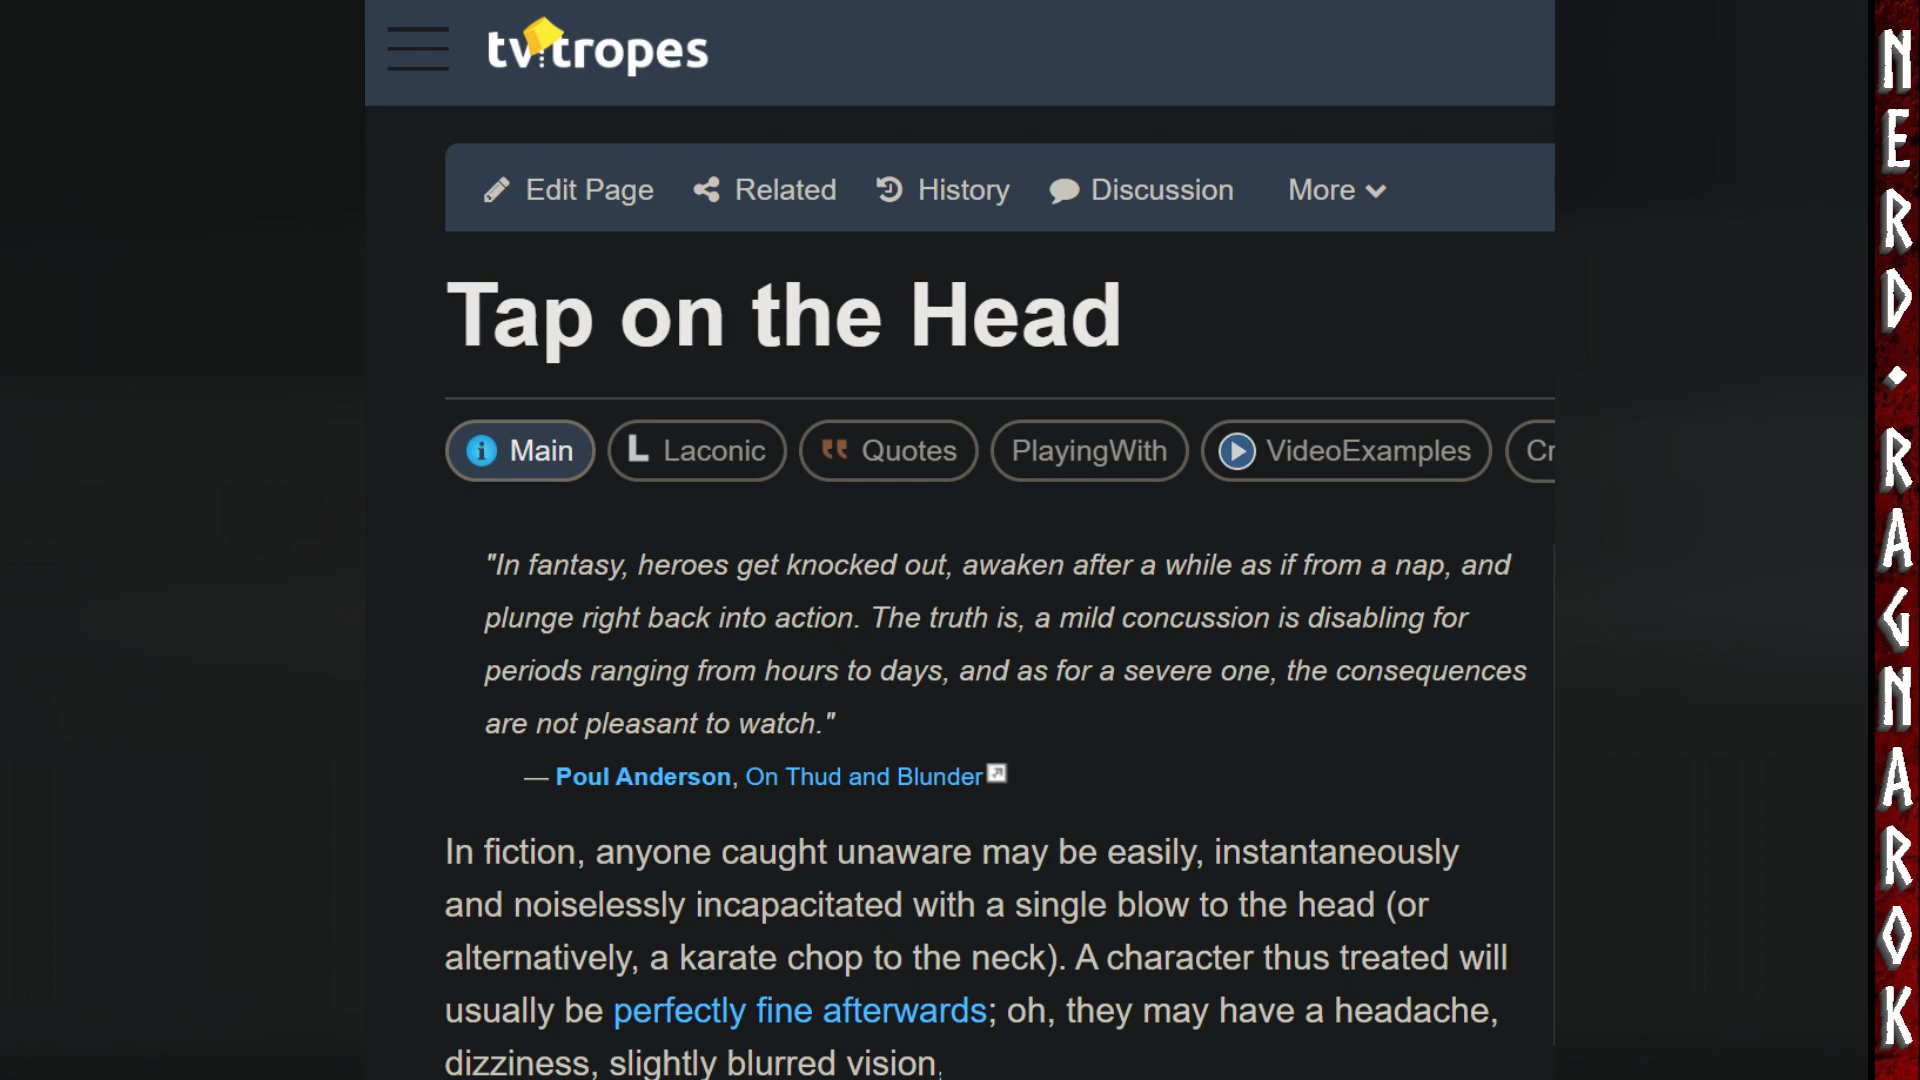 tvtropes
Edit Page Related History Discussion More
Tap on the Head
Main Laconic Quotes PlayingWith VideoExamples Cr
"In fantasy, heroes get knocked out, awaken after a while as if from a nap, and
plunge right back into action. The truth is, a mild concussion is disabling for
periods ranging from hours to days, and as for a severe one, the consequences
are not pleasant to watch."
— Poul Anderson, On Thud and Blunder
In fiction, anyone caught unaware may be easily, instantaneously
and noiselessly incapacitated with a single blow to the head (or
alternatively, a karate chop to the neck). A character thus treated will
usually be perfectly fine afterwards; oh, they may have a headache,
dizziness, slightly blurred vision,
NERD·RAGNAROK